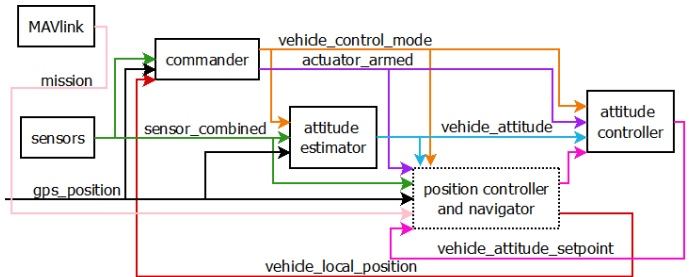 MAVlink
commander
vehicle_control_mode
actuator_armed
mission
sensors
sensor_combined
attitude
estimator
vehicle_attitude
attitude
controller
gps_position
position controller
and navigator
vehicle_attitude_setpoint
vehicle_local_position